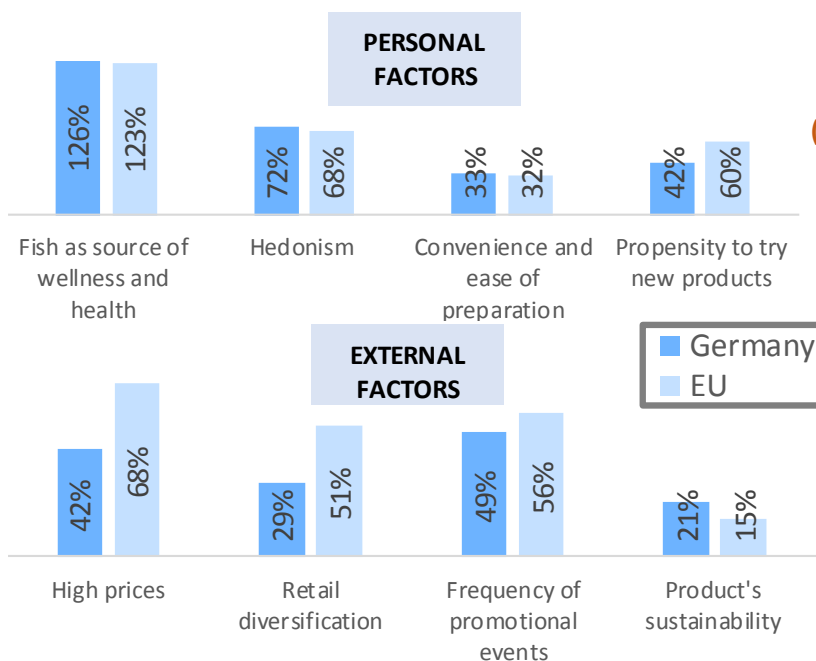 PERSONAL
FACTORS
126%
123%
72%
68%
33%
32%
42%
60%
Fish as source of
wellness and
health
Hedonism
Convenience and
ease of
preparation
Propensity to try
new products
EXTERNAL
FACTORS
Germany
EU
42%
68%
29%
51%
49%
56%
21%
15%
High prices
Retail
diversification
Frequency of
promotional
events
Product's
sustainability